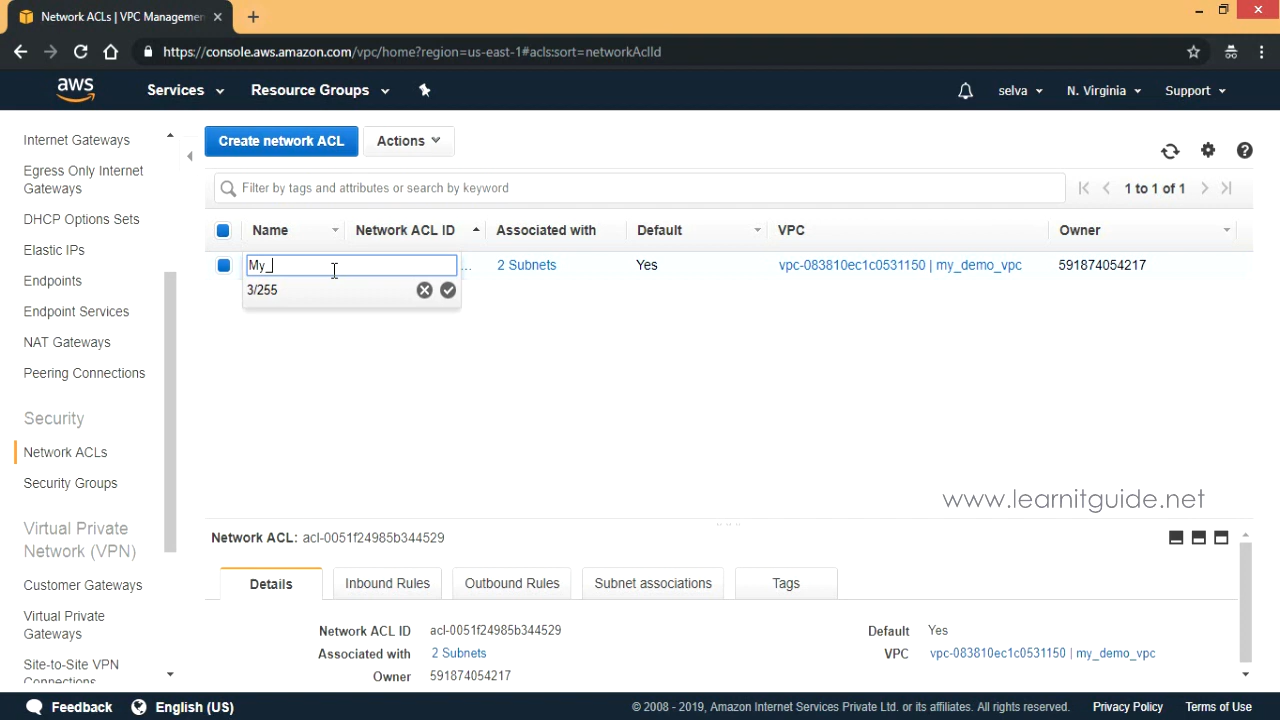 Network ACLs | VPC Managemen
https://console.aws.amazon.com/vpc/home?region=us-east-1#acls:sort=networkAclId
aws
Services
Resource Groups
selva
N. Virginia
Support
Internet Gateways
Egress Only Internet
Gateways
DHCP Options Sets
Elastic IPs
Endpoints
Endpoint Services
NAT Gateways
Peering Connections
Security
Network ACLs
Security Groups
Virtual Private
Network (VPN)
Customer Gateways
Virtual Private
Gateways
Site-to-Site VPN
Connections
Create network ACL
Actions
Filter by tags and attributes or search by keyword
1 to 1 of 1
Name Network ACL ID Associated with Default VPC Owner
My_ ... 2 Subnets Yes vpc-083810ec1c0531150 | my_demo_vpc 591874054217
3/255
www.learnitguide.net
Network ACL: acl-0051f24985b344529
Details Inbound Rules Outbound Rules Subnet associations Tags
Network ACL ID acl-0051f24985b344529 Default Yes
Associated with 2 Subnets VPC vpc-083810ec1c0531150 | my_demo_vpc
Owner 591874054217
Feedback English (US) © 2008 - 2019, Amazon Internet Services Private Ltd. or its affiliates. All rights reserved. Privacy Policy Terms of Use